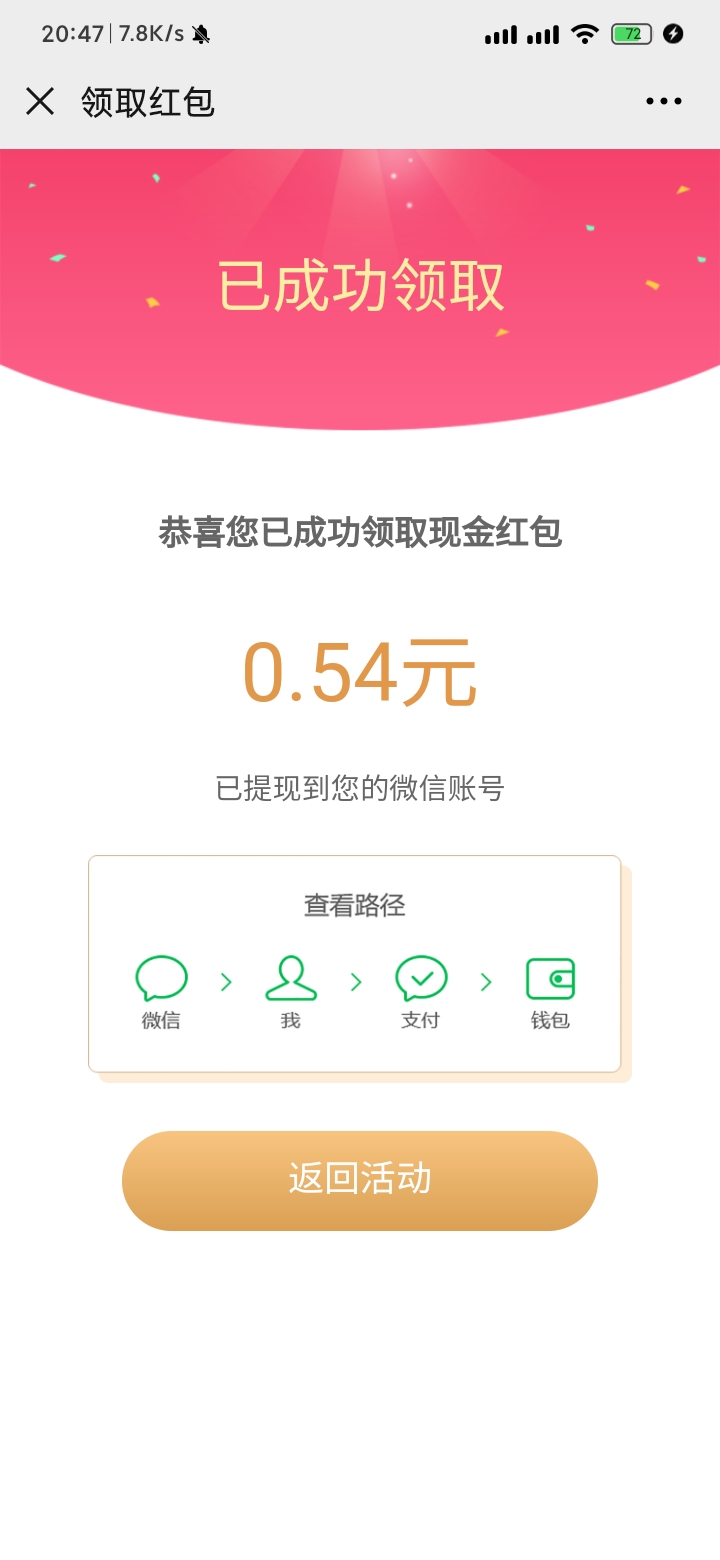 20:47 7.8K/s 72
领取红包
已成功领取
恭喜您已成功领取现金红包
0.54元
已提现到您的微信账号
查看路径
微信 我 支付 钱包
返回活动